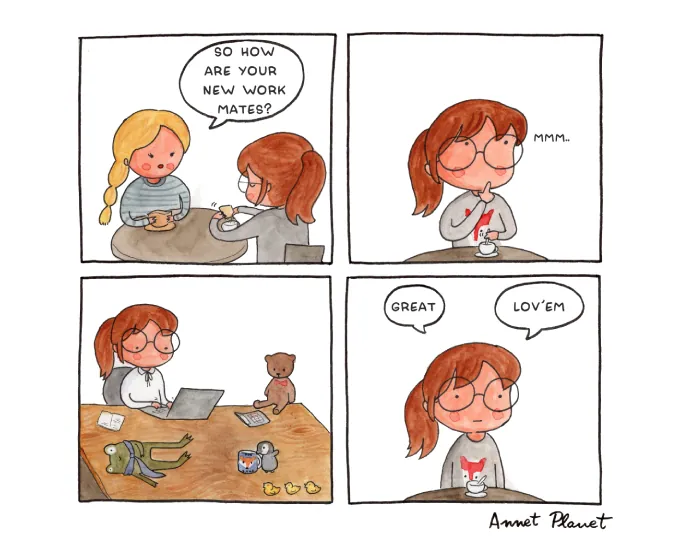 SO HOW
ARE YOUR
NEW WORK
MATES?
MMM..
GREAT
LOV'EM
Annet Planet